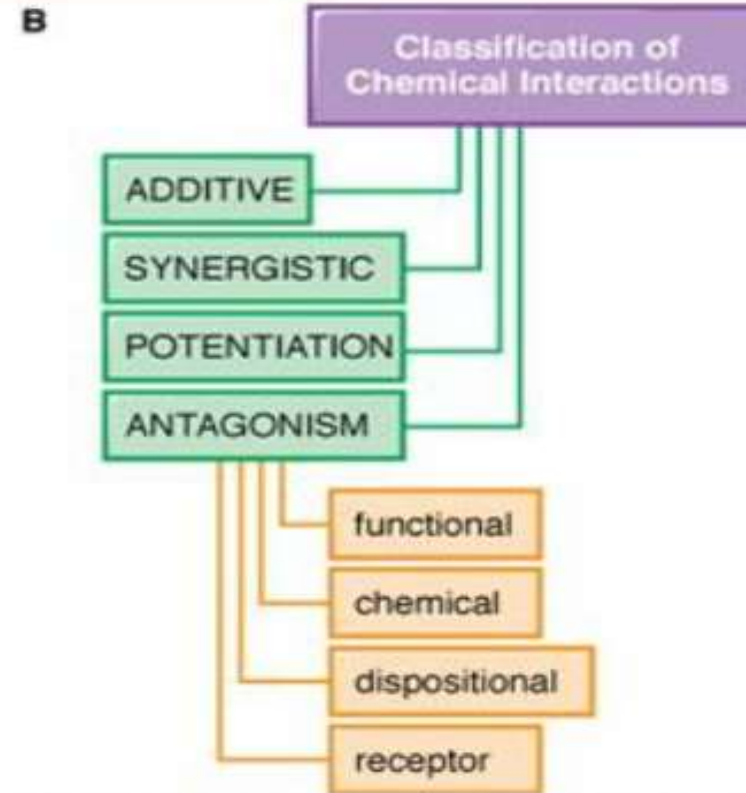 B
Classification of
Chemical Interactions
ADDITIVE
SYNERGISTIC
POTENTIATION
ANTAGONISM
functional
chemical
dispositional
receptor